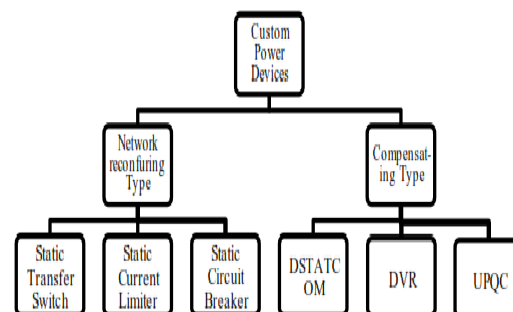 Custom
Power
Devices
Network
reconfuring
Type
Compensat-
ing Type
Static
Transfer
Switch
Static
Current
Limiter
Static
Circuit
Breaker
DSTATC
OM
DVR
UPQC